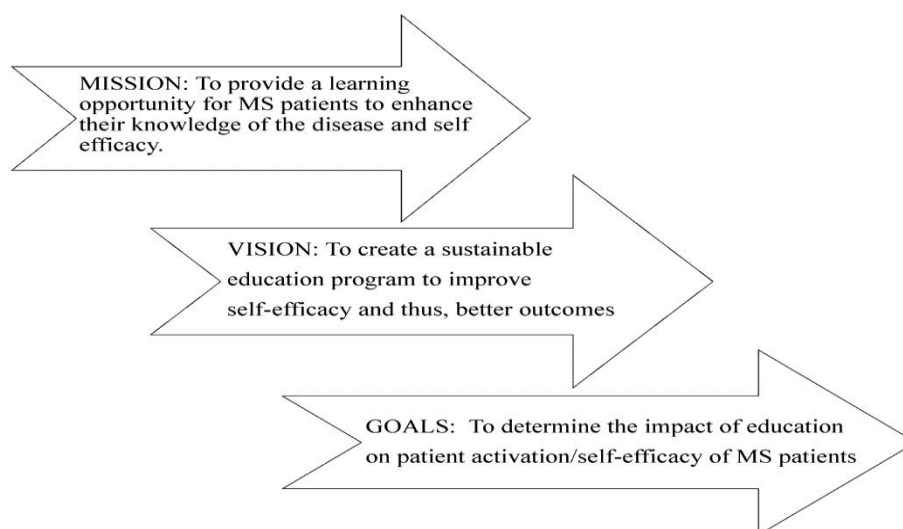 MISSION: To provide a learning
opportunity for MS patients to enhance
their knowledge of the disease and self
efficacy.
VISION: To create a sustainable
education program to improve
self-efficacy and thus, better outcomes
GOALS: To determine the impact of education
on patient activation/self-efficacy of MS patients